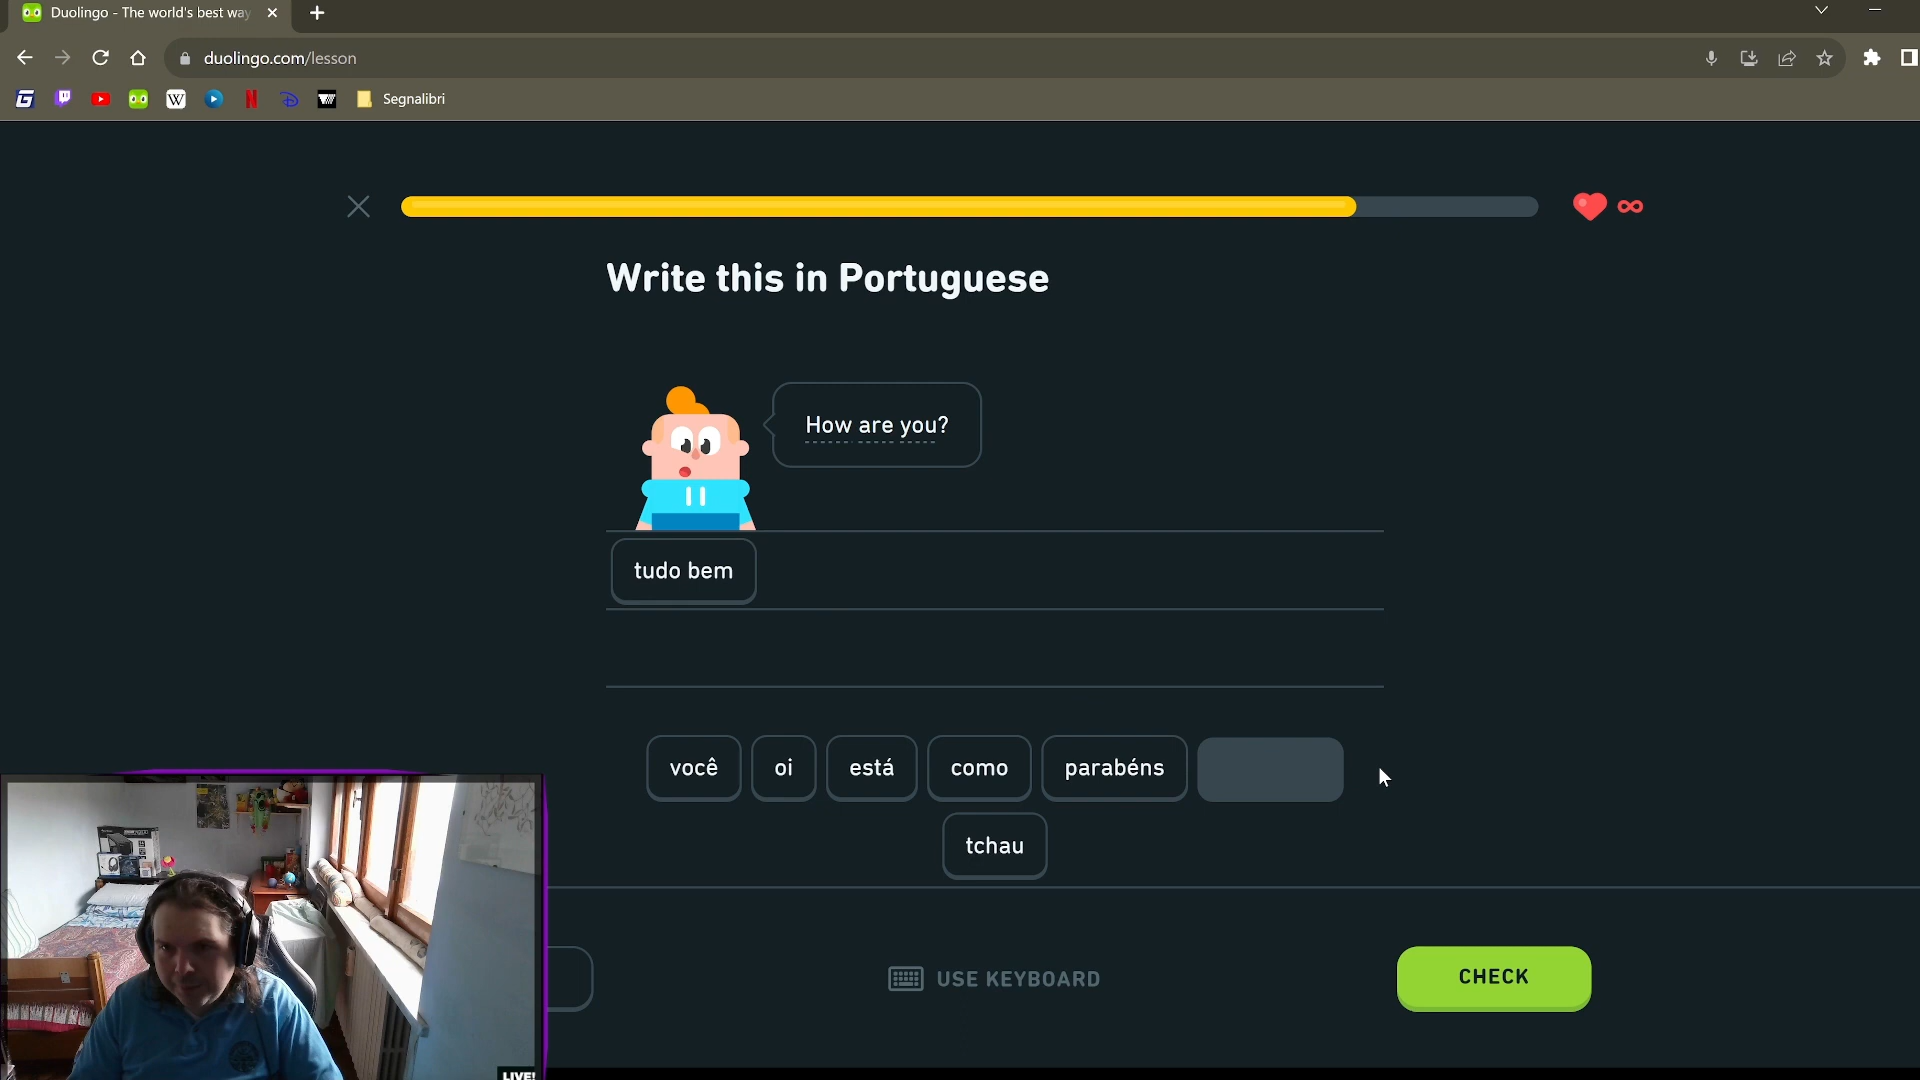 Duolingo - The world's best way
duolingo.com/lesson
Segnalibri
Write this in Portuguese
How are you?
tudo bem
você
oi
está
como
parabéns
tchau
USE KEYBOARD
CHECK
LIVE!